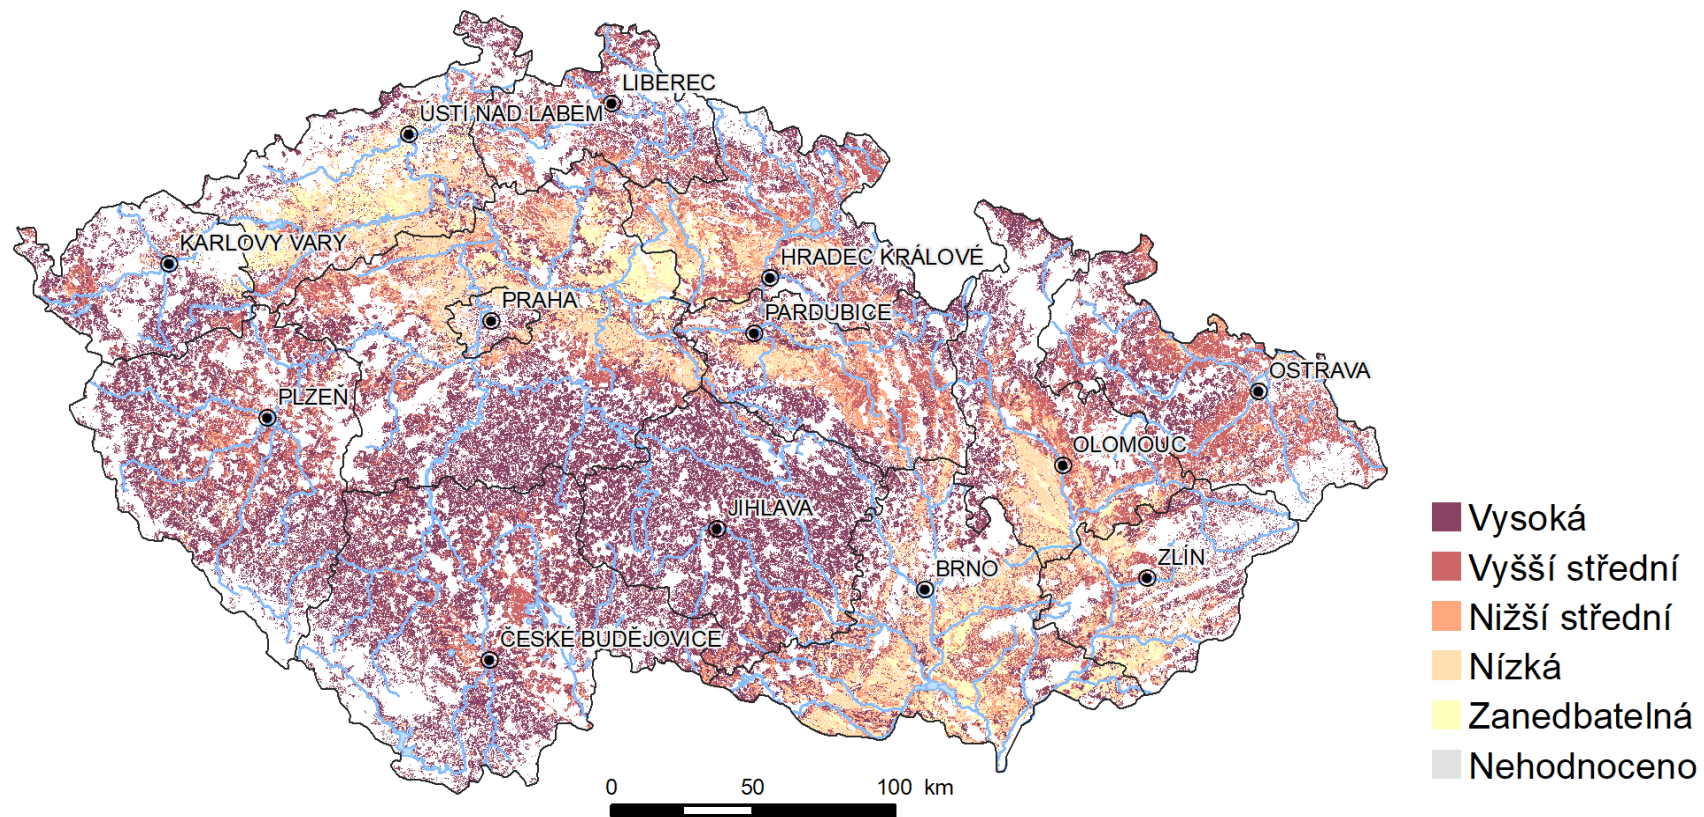 LIBEREC
ÚSTÍ NAD LABEM
KARLOVY VARY
HRADEC KRÁLOVÉ
PRAHA
PARDUBICE
OSTRAVA
PLZEŇ
OLOMOUC
JIHLAVA
ZLÍN
BRNO
ČESKÉ BUDĚJOVICE
Vysoká
Vyšší střední
Nižší střední
Nízká
Zanedbatelná
Nehodnoceno
0 50 100 km